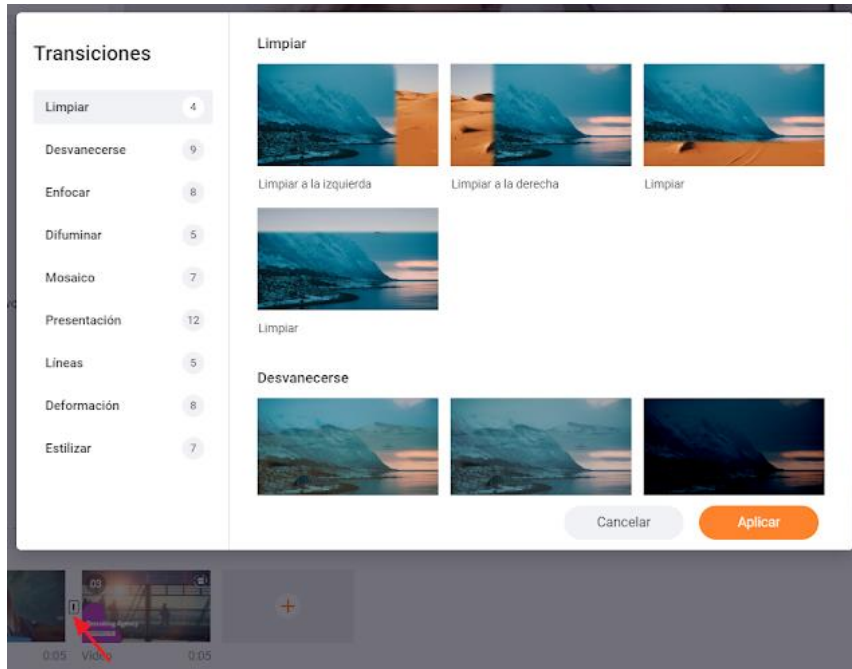 Transiciones
Limpiar 4
Desvanecerse 9
Enfocar 8
Difuminar 5
Mosaico 7
Presentación 12
Líneas 5
Deformación 8
Estilizar 7
Limpiar
Limpiar a la izquierda Limpiar a la derecha Limpiar
Limpiar
Desvanecerse
Cancelar Aplicar
03
Agency
0:05 Video 0:05